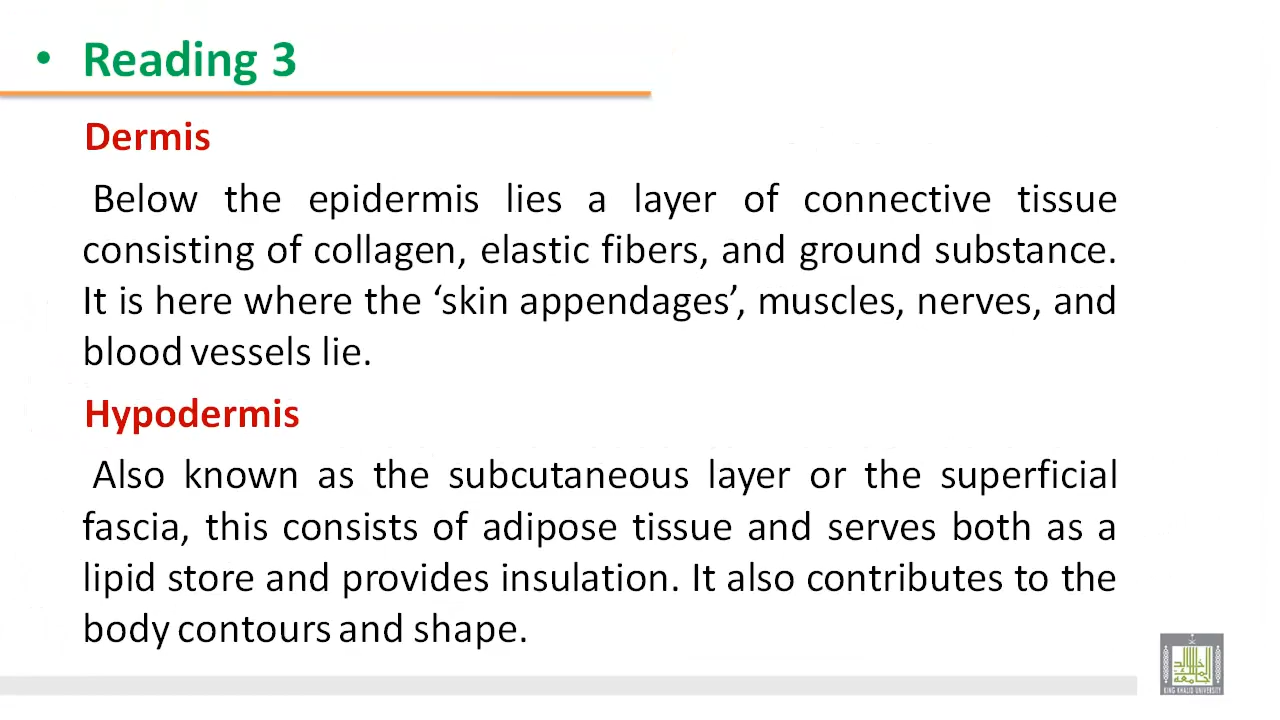 • Reading 3
Dermis
Below the epidermis lies a layer of connective tissue
consisting of collagen, elastic fibers, and ground substance.
It is here where the ‘skin appendages’, muscles, nerves, and
blood vessels lie.
Hypodermis
Also known as the subcutaneous layer or the superficial
fascia, this consists of adipose tissue and serves both as a
lipid store and provides insulation. It also contributes to the
body contours and shape.
KING KHALID UNIVERSITY